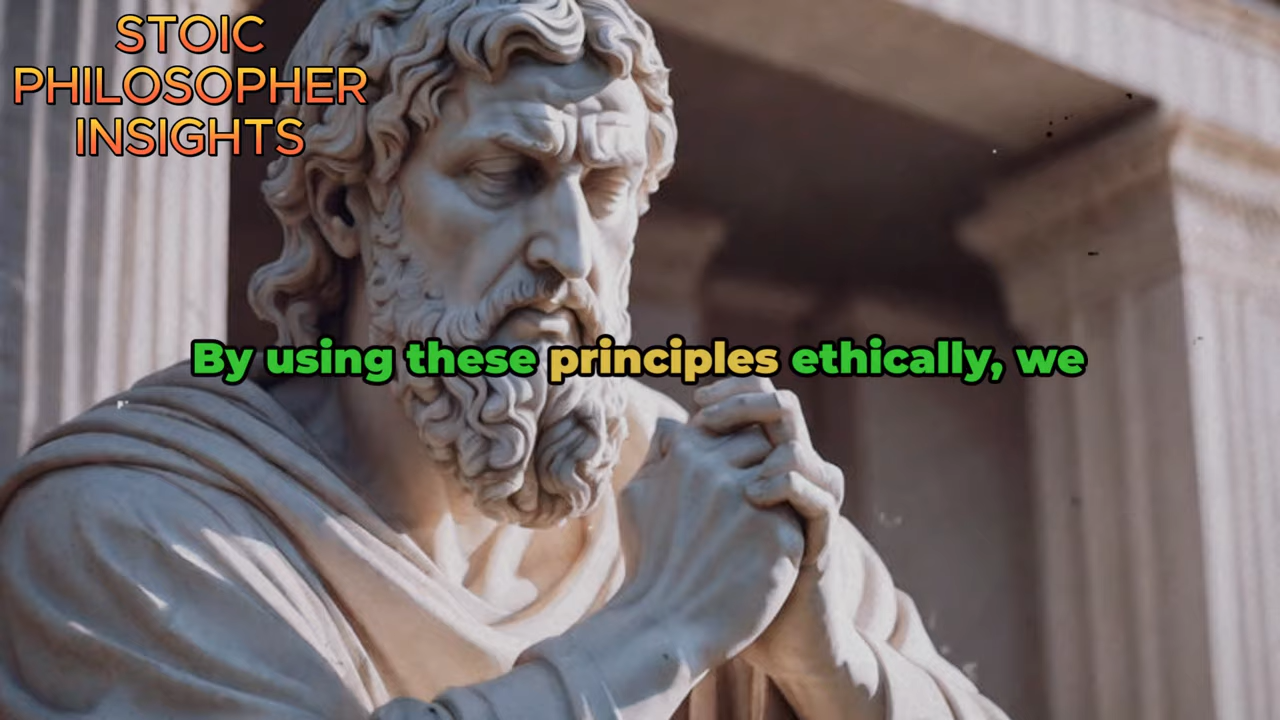 STOIC
PHILOSOPHER
INSIGHTS
By using these principles ethically, we